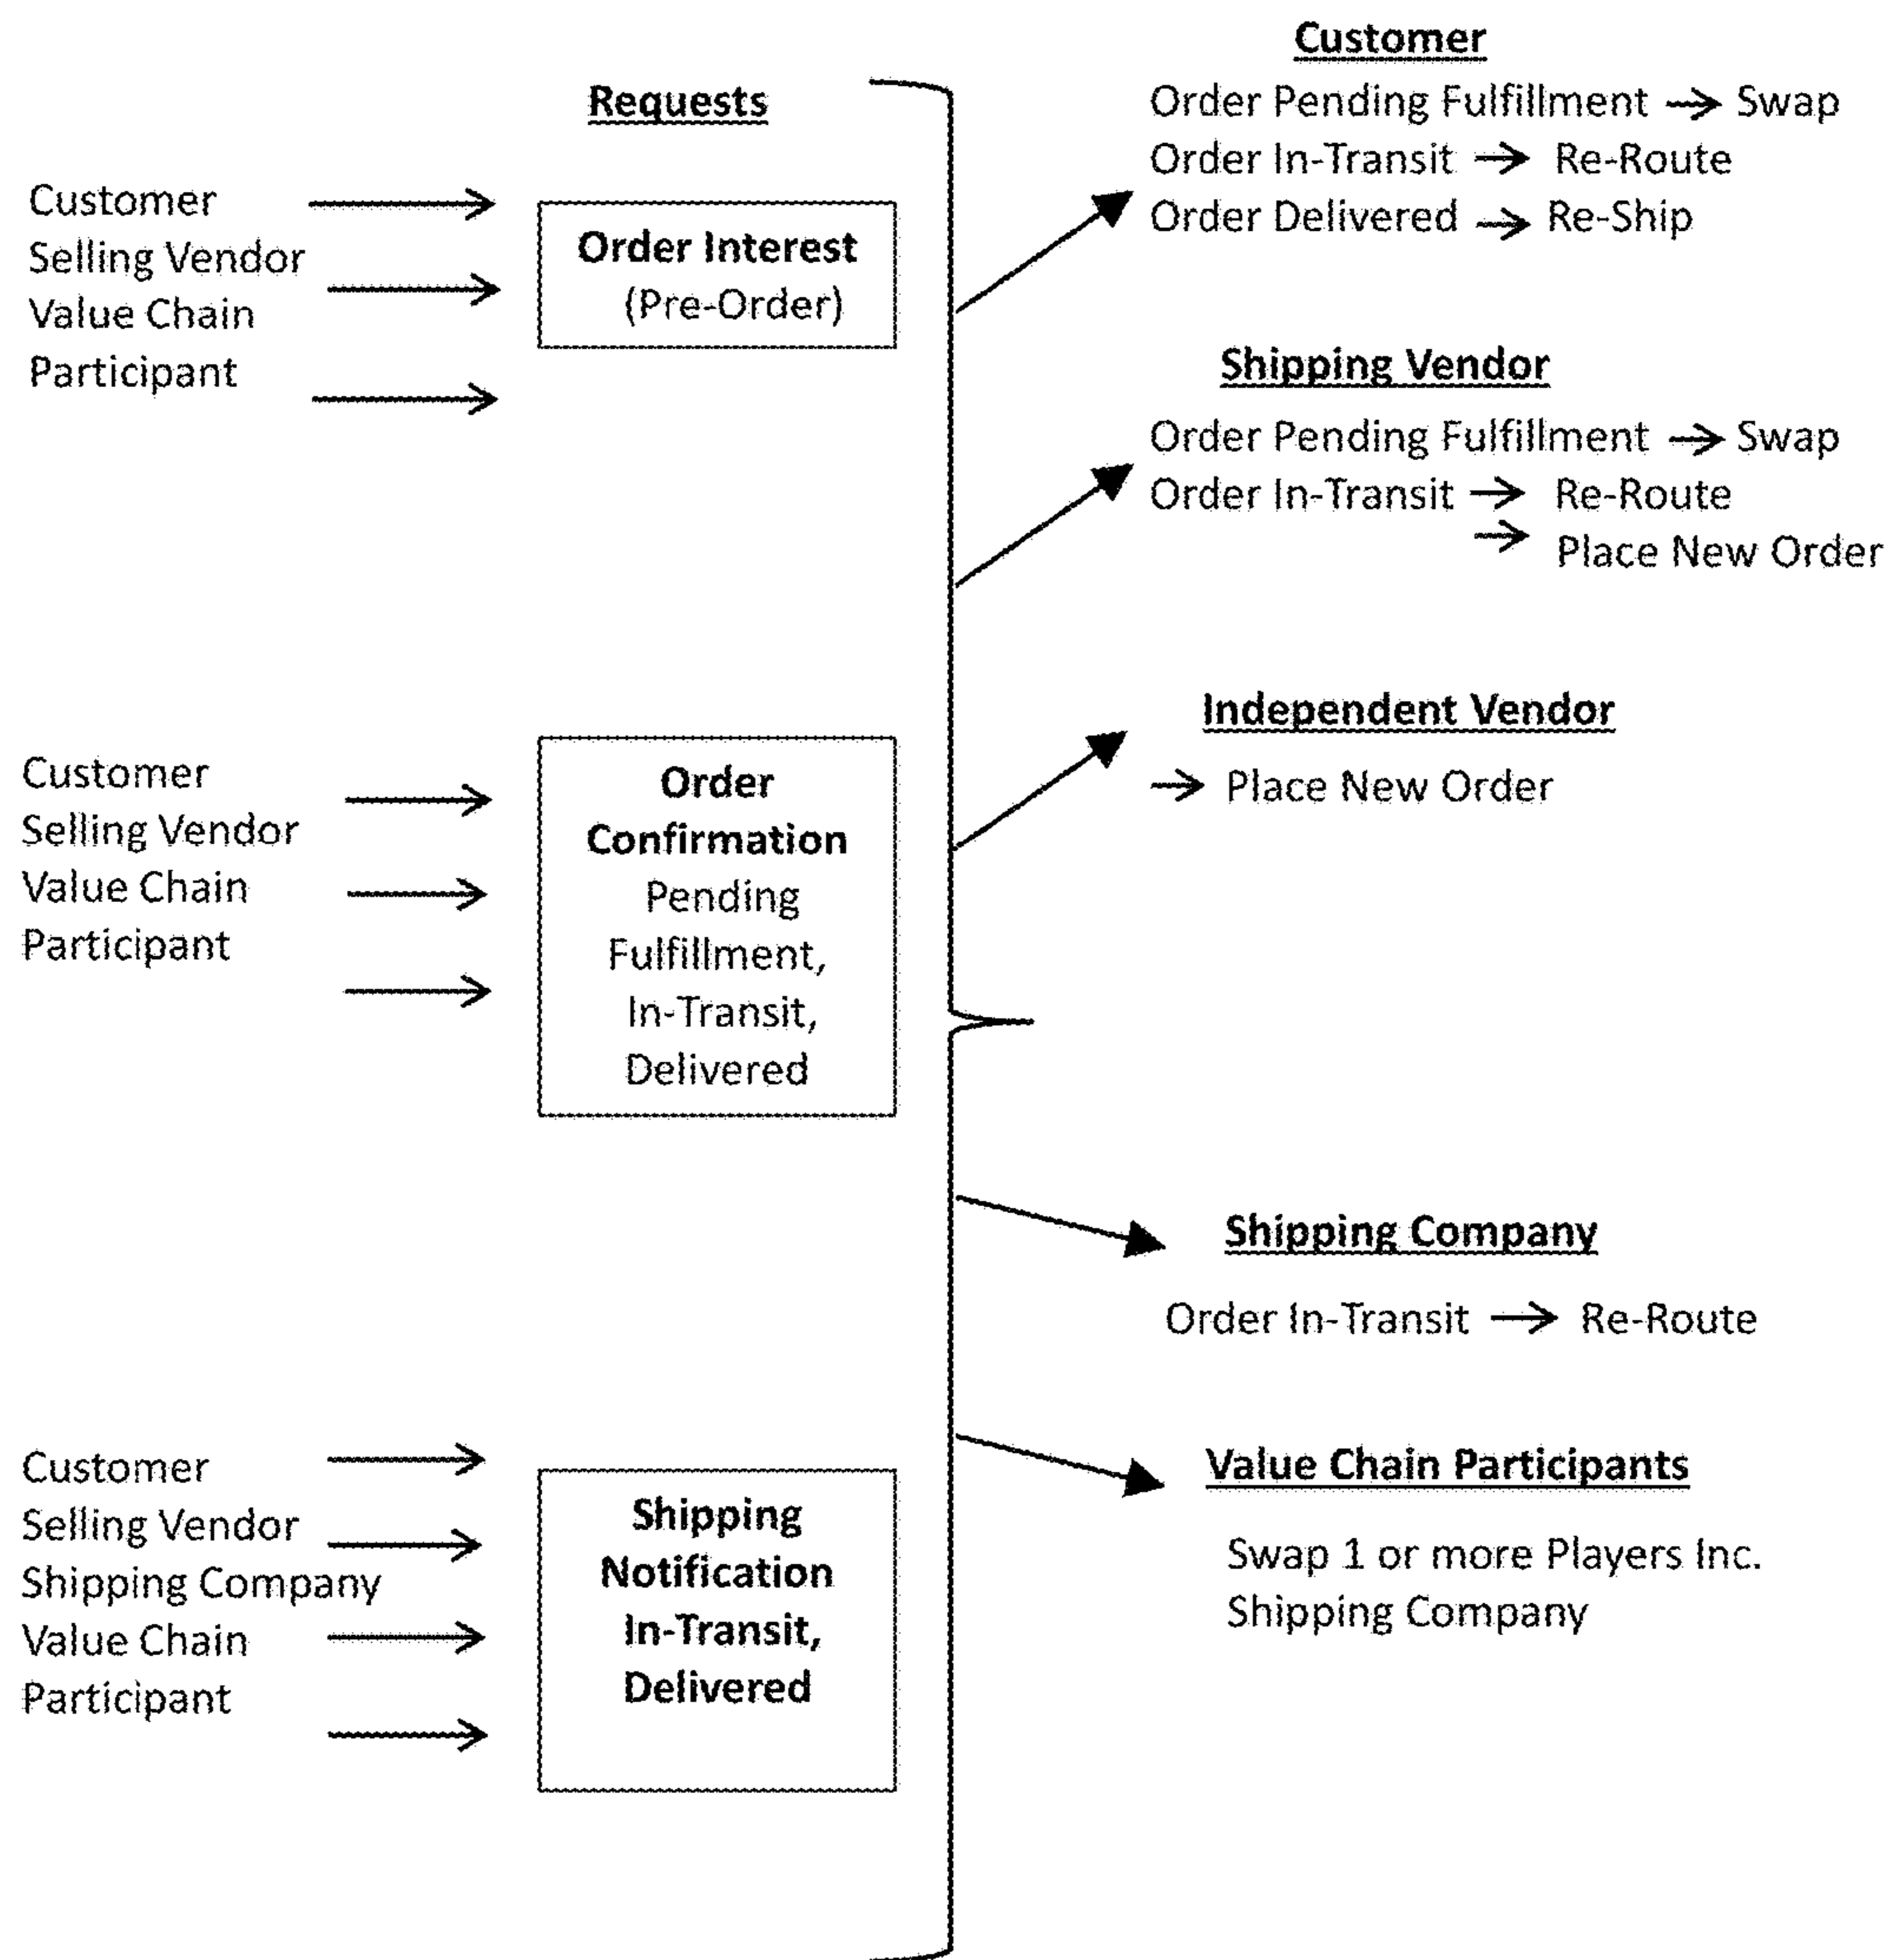 Requests
Customer
Selling Vendor
Value Chain
Participant
Order Interest
(Pre-Order)
Customer
Selling Vendor
Value Chain
Participant
Order
Confirmation
Pending
Fulfillment,
In-Transit,
Delivered
Customer
Selling Vendor
Shipping Company
Value Chain
Participant
Shipping
Notification
In-Transit,
Delivered
Customer
Order Pending Fulfillment → Swap
Order In-Transit → Re-Route
Order Delivered → Re-Ship
Shipping Vendor
Order Pending Fulfillment → Swap
Order In-Transit → Re-Route
→ Place New Order
Independent Vendor
→ Place New Order
Shipping Company
Order In-Transit → Re-Route
Value Chain Participants
Swap 1 or more Players Inc.
Shipping Company